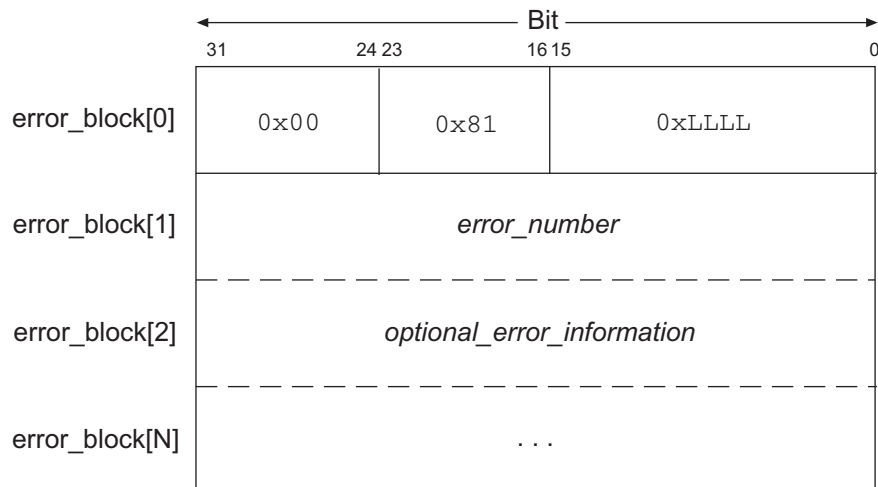 Bit
31 24 23 16 15 0
error_block[0] 0x00 0x81 0xLLLL
error_block[1] error_number
error_block[2] optional_error_information
error_block[N] ...